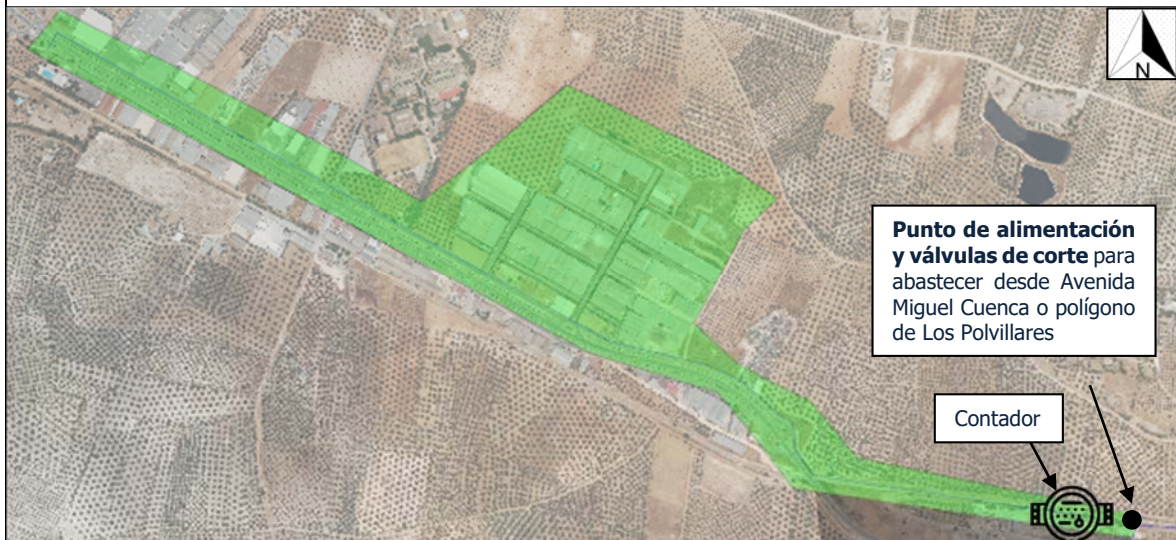 N
Punto de alimentación
y válvulas de corte para
abastecer desde Avenida
Miguel Cuenca o polígono
de Los Polvillares
Contador